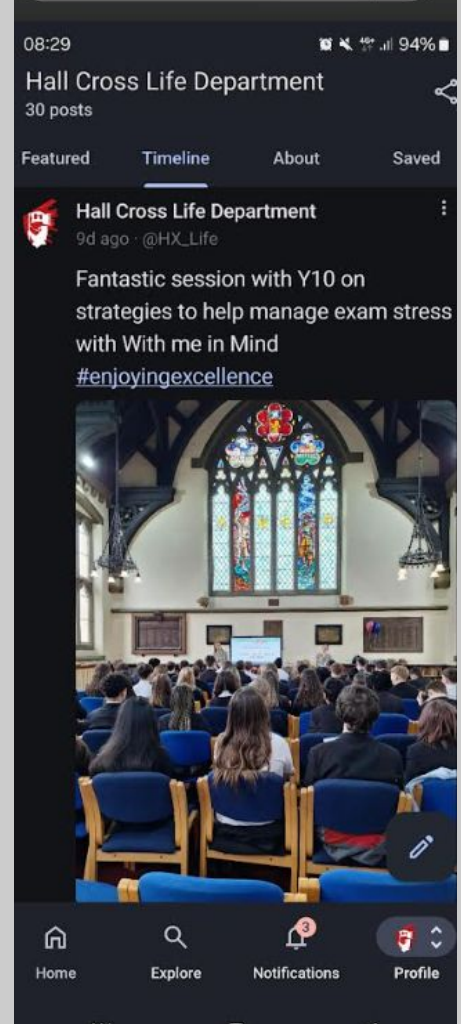 08:29
4G+ 94%
Hall Cross Life Department
30 posts
Featured Timeline About Saved
Hall Cross Life Department
9d ago · @HX_Life
Fantastic session with Y10 on
strategies to help manage exam stress
with With me in Mind
#enjoyingexcellence
3
Home Explore Notifications Profile